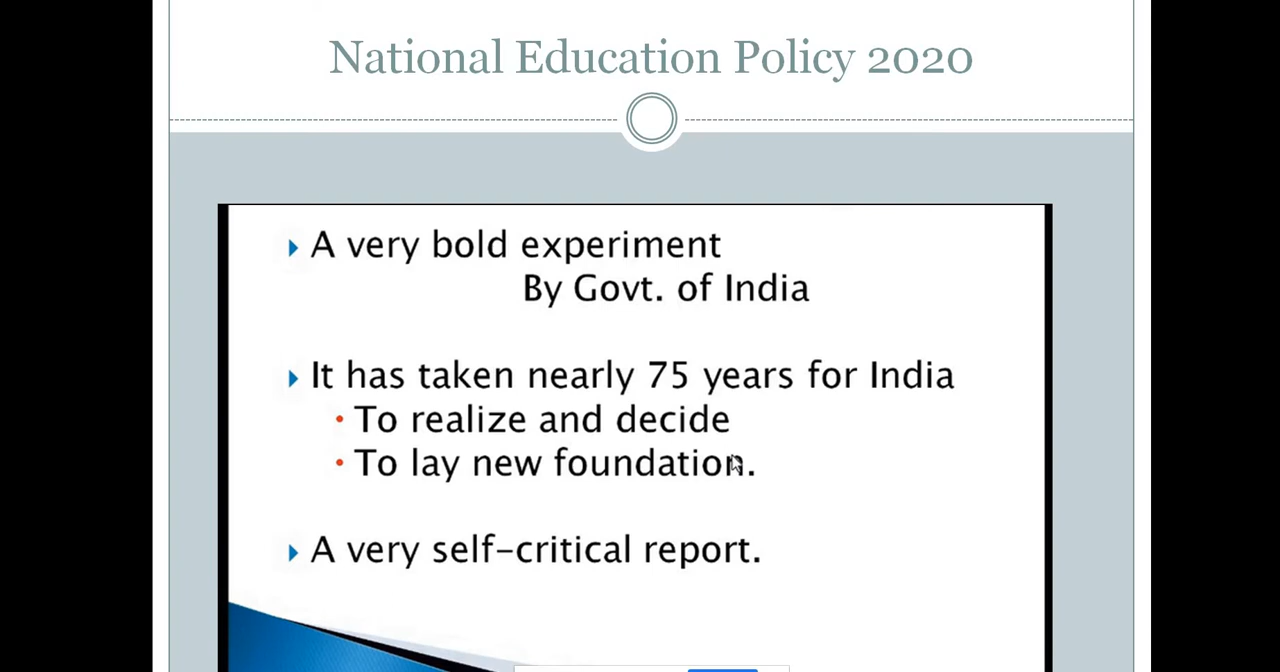 National Education Policy 2020
A very bold experiment
By Govt. of India
It has taken nearly 75 years for India
• To realize and decide
• To lay new foundation.
A very self-critical report.